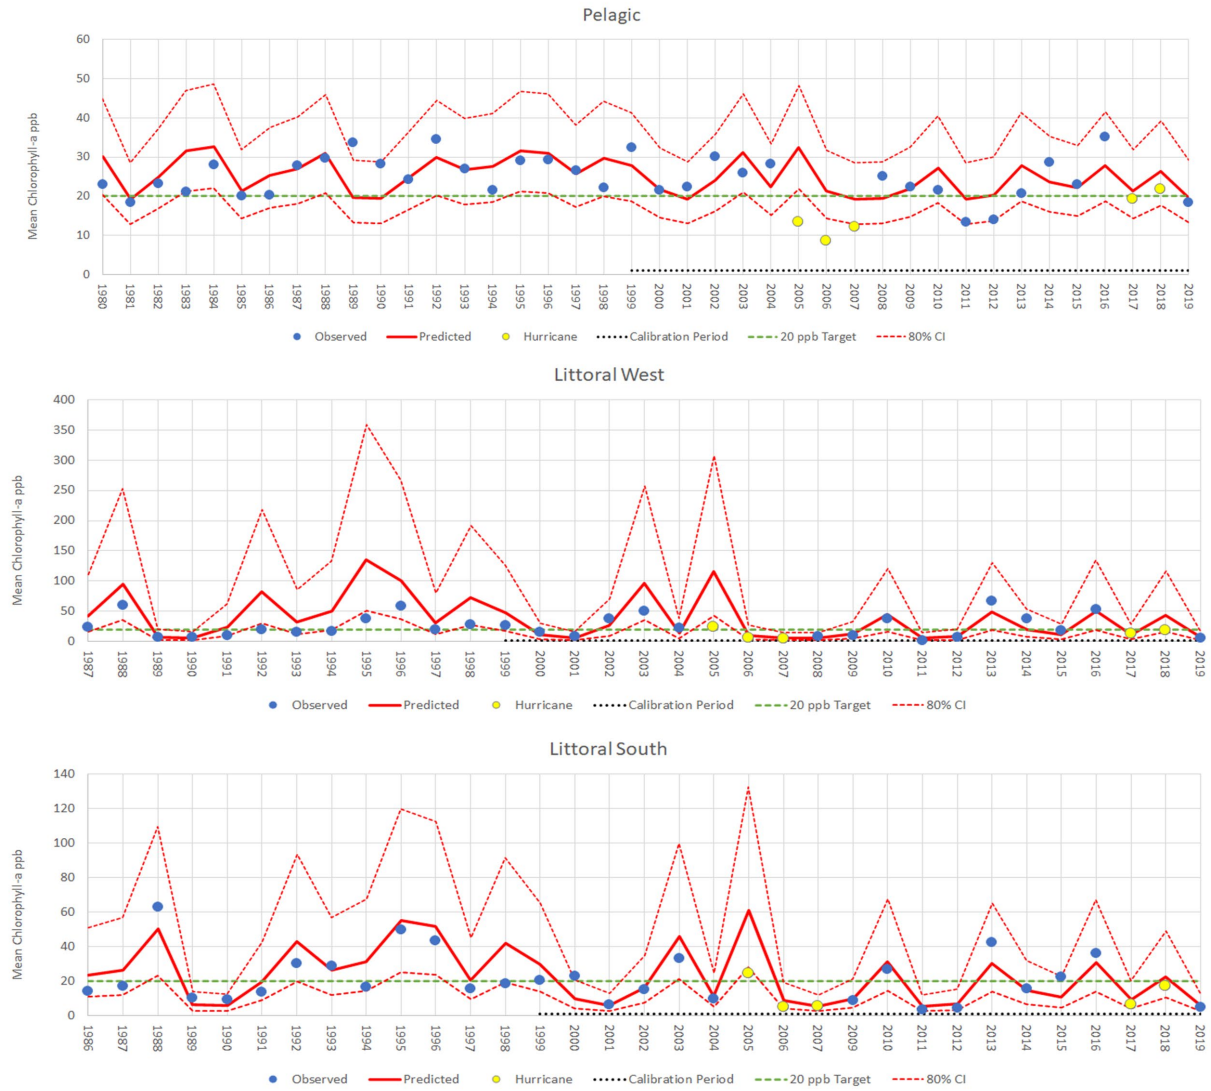 Pelagic
60
50
40
30
20
10
0
Mean Chlorophyll-a ppb
1980 1981 1982 1983 1984 1985 1986 1987 1988 1989 1990 1991 1992 1993 1994 1995 1996 1997 1998 1999 2000 2001 2002 2003 2004 2005 2006 2007 2008 2009 2010 2011 2012 2013 2014 2015 2016 2017 2018 2019
Observed Predicted Hurricane Calibration Period 20 ppb Target 80% CI
Littoral West
400
350
300
250
200
150
100
50
0
Mean Chlorophyll-a ppb
1987 1988 1989 1990 1991 1992 1993 1994 1995 1996 1997 1998 1999 2000 2001 2002 2003 2004 2005 2006 2007 2008 2009 2010 2011 2012 2013 2014 2015 2016 2017 2018 2019
Observed Predicted Hurricane Calibration Period 20 ppb Target 80% CI
Littoral South
140
120
100
80
60
40
20
0
Mean Chlorophyll-a ppb
1986 1987 1988 1989 1990 1991 1992 1993 1994 1995 1996 1997 1998 1999 2000 2001 2002 2003 2004 2005 2006 2007 2008 2009 2010 2011 2012 2013 2014 2015 2016 2017 2018 2019
Observed Predicted Hurricane Calibration Period 20 ppb Target 80% CI